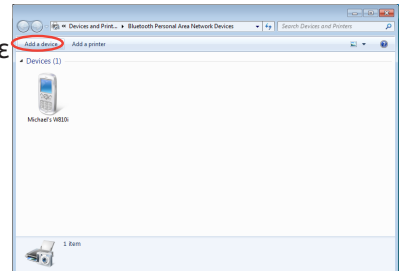 « Devices and Print... ▸ Bluetooth Personal Area Network Devices
Search Devices and Printers
Add a device
Add a printer
Devices (1)
Michael's W810i
1 item